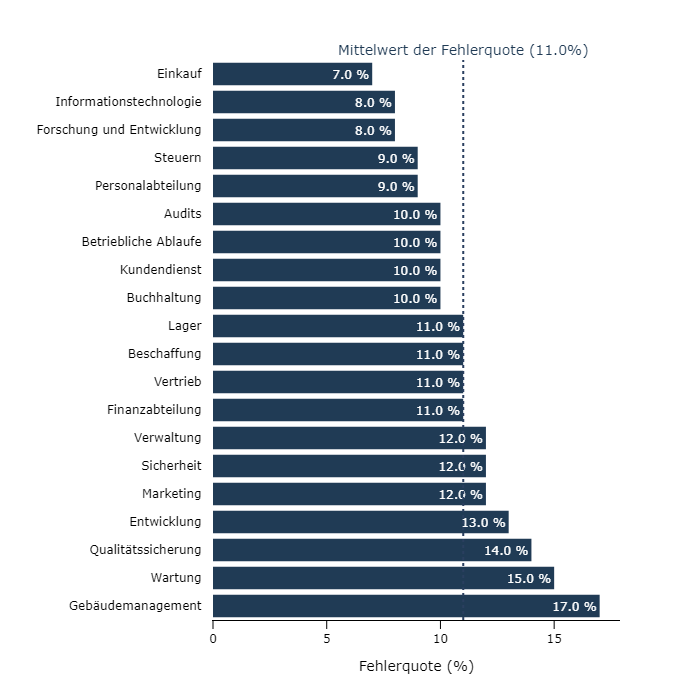 Mittelwert der Fehlerquote (11.0%)
Einkauf 7.0 %
Informationstechnologie 8.0 %
Forschung und Entwicklung 8.0 %
Steuern 9.0 %
Personalabteilung 9.0 %
Audits 10.0 %
Betriebliche Ablaufe 10.0 %
Kundendienst 10.0 %
Buchhaltung 10.0 %
Lager 11.0 %
Beschaffung 11.0 %
Vertrieb 11.0 %
Finanzabteilung 11.0 %
Verwaltung 12.0 %
Sicherheit 12.0 %
Marketing 12.0 %
Entwicklung 13.0 %
Qualitätssicherung 14.0 %
Wartung 15.0 %
Gebäudemanagement 17.0 %
0 5 10 15
Fehlerquote (%)